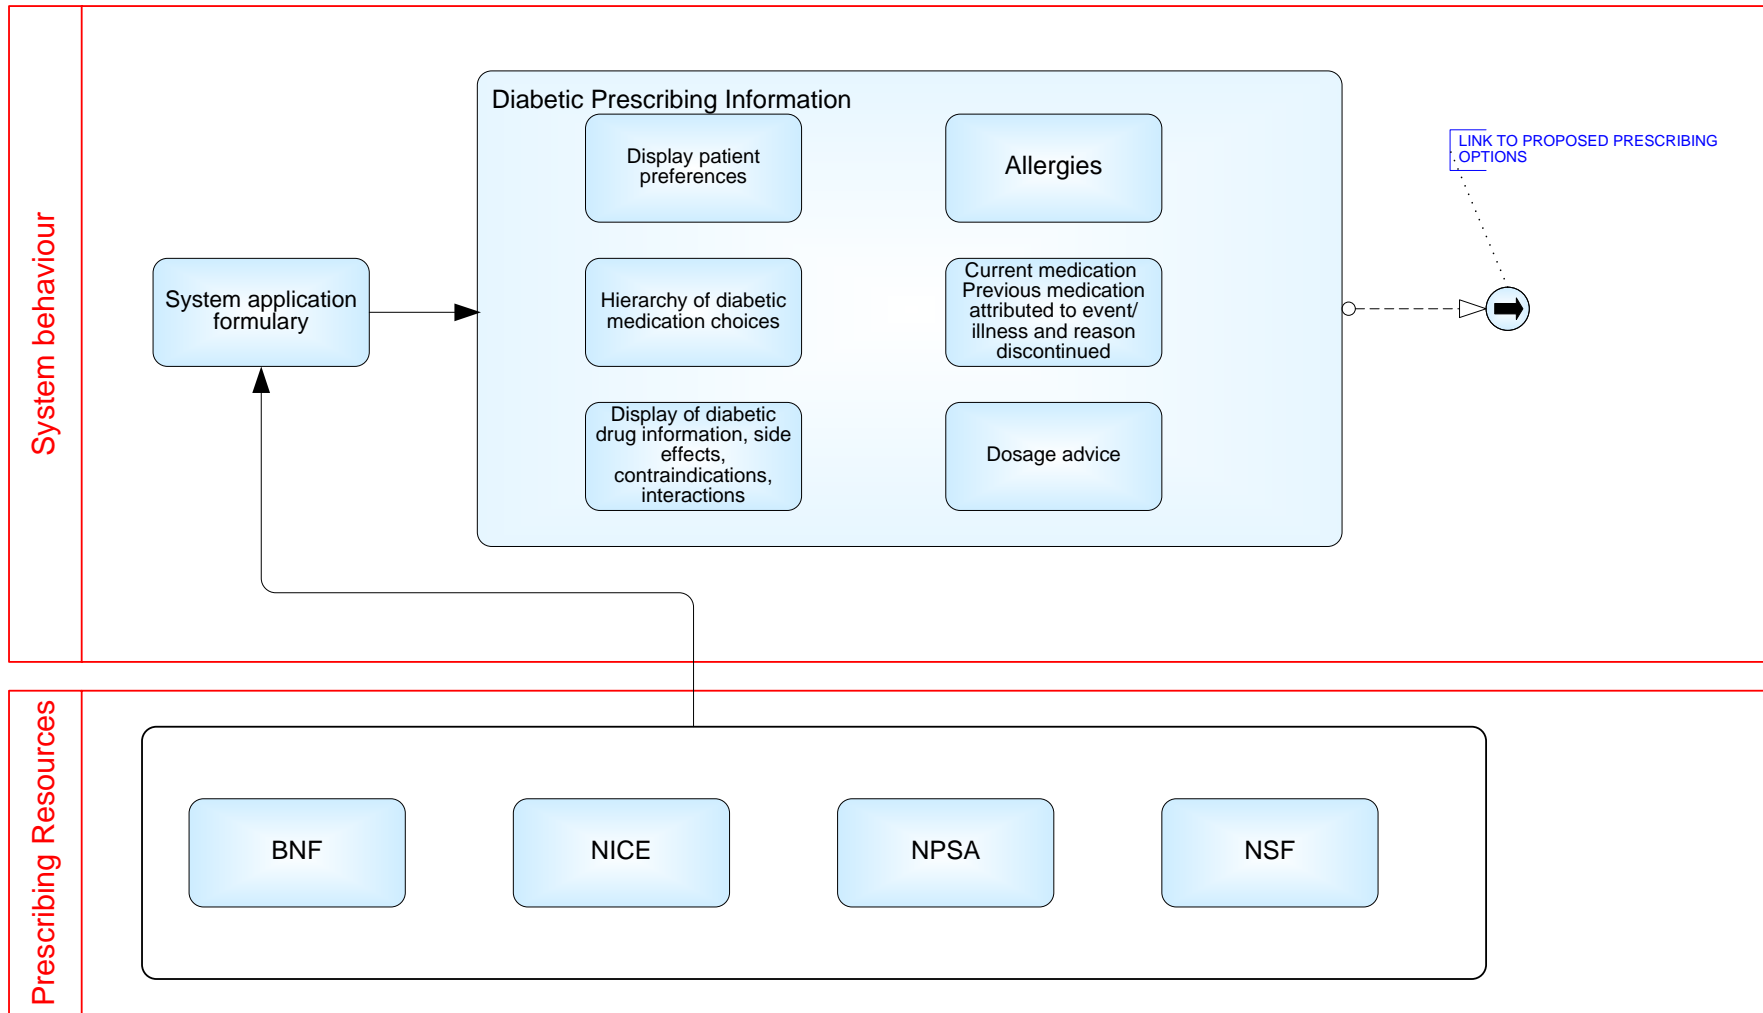 System behaviour
Diabetic Prescribing Information
Display patient
preferences
Allergies
LINK TO PROPOSED PRESCRIBING
OPTIONS
System application
formulary
Hierarchy of diabetic
medication choices
Current medication
Previous medication
attributed to event/
illness and reason
discontinued
Display of diabetic
drug information, side
effects,
contraindications,
interactions
Dosage advice
Prescribing Resources
BNF
NICE
NPSA
NSF